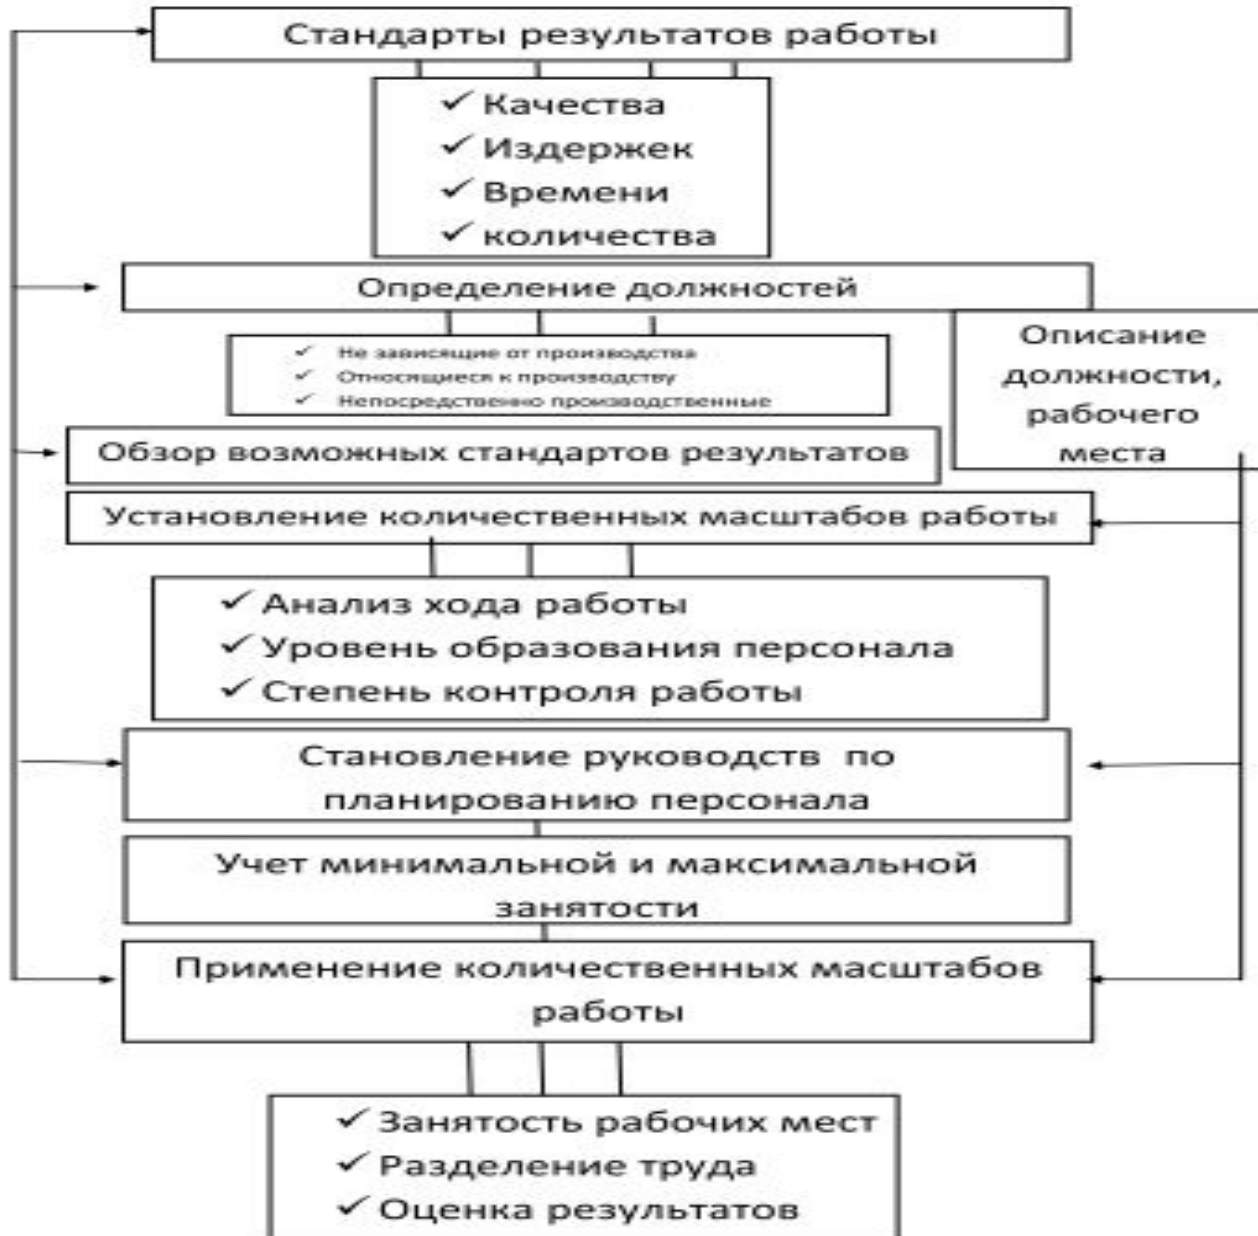 Стандарты результатов работы
✓ Качества
✓ Издержек
✓ Времени
✓ количества
Определение должностей
✓ Не зависящие от производства
✓ Относящиеся к производству
✓ Непосредственно производственные
Описание
должности,
рабочего
места
Обзор возможных стандартов результатов
Установление количественных масштабов работы
✓ Анализ хода работы
✓ Уровень образования персонала
✓ Степень контроля работы
Становление руководств по
планированию персонала
Учет минимальной и максимальной
занятости
Применение количественных масштабов
работы
✓ Занятость рабочих мест
✓ Разделение труда
✓ Оценка результатов